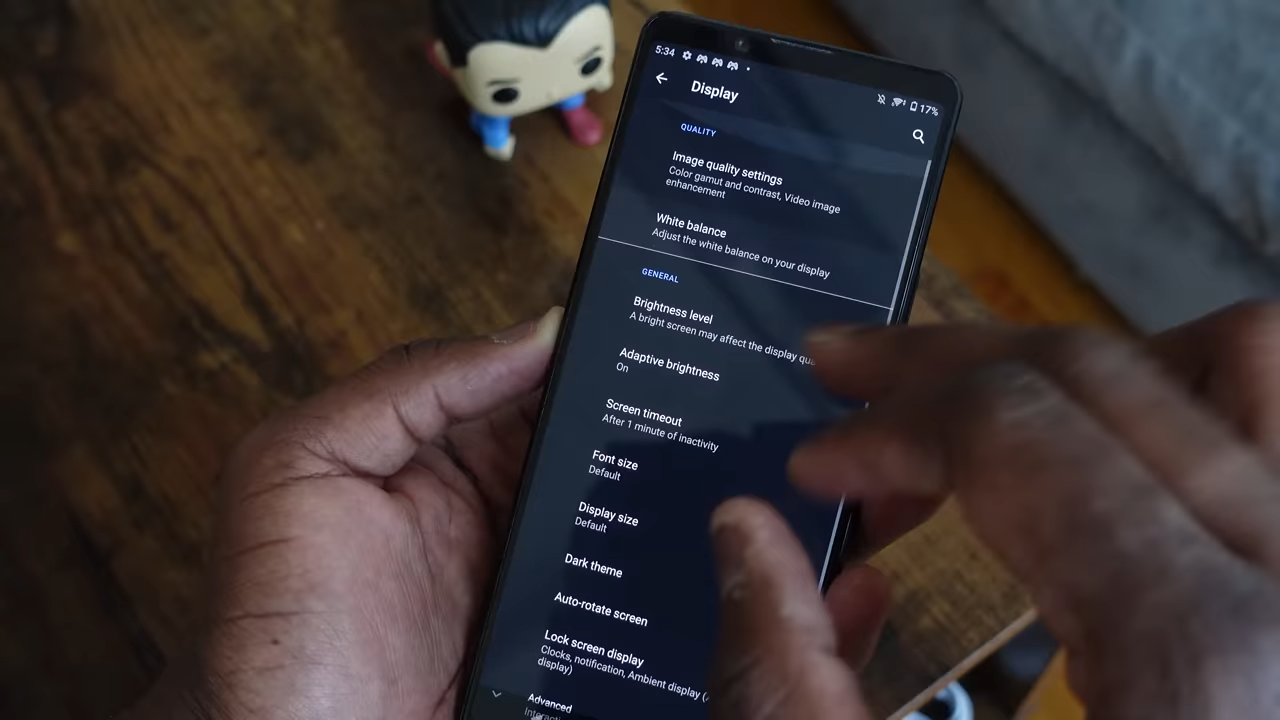 5:34
17%
Display
QUALITY
Image quality settings
Color gamut and contrast, Video image
enhancement
White balance
Adjust the white balance on your display
GENERAL
Brightness level
A bright screen may affect the display
Adaptive brightness
On
Screen timeout
After 1 minute of inactivity
Font size
Default
Display size
Default
Dark theme
Auto-rotate screen
Lock screen display
Clocks, notification, Ambient display (
display)
Advanced